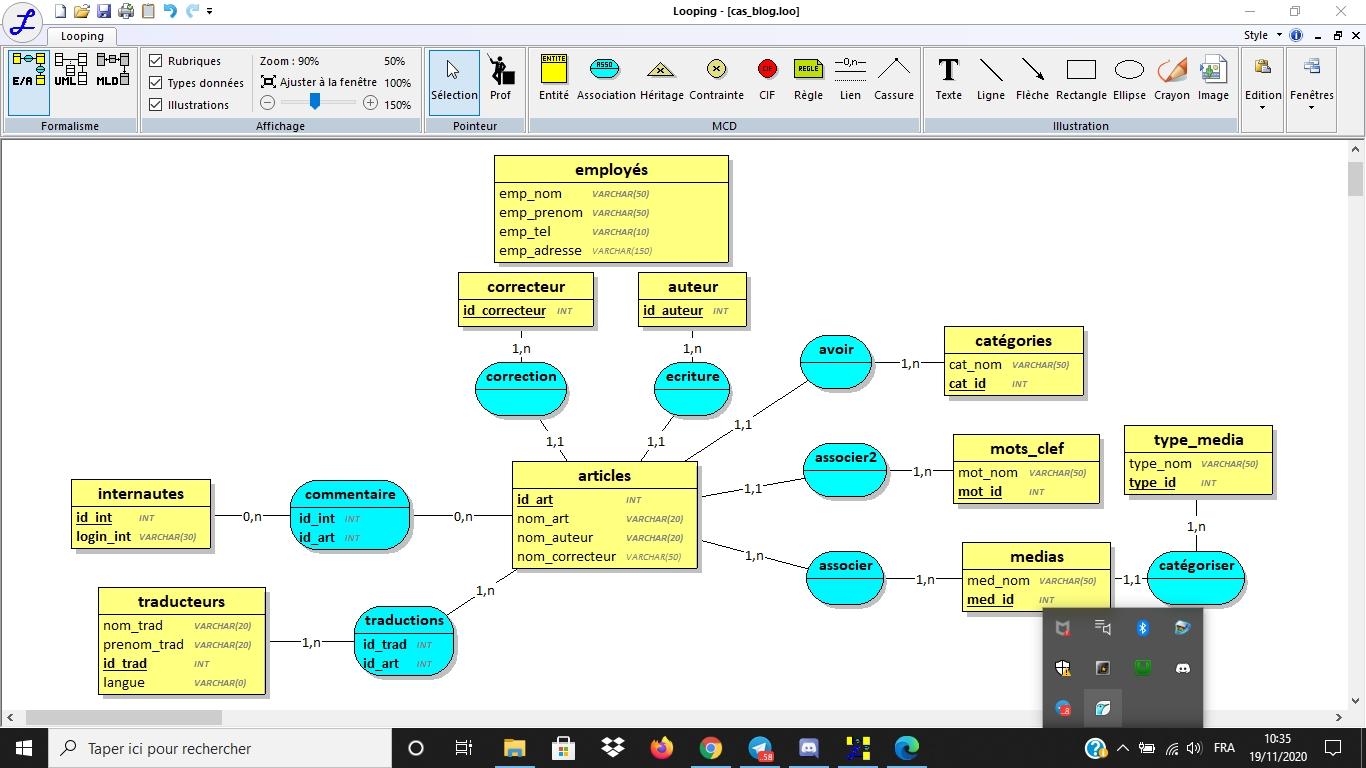 Looping - [cas_blog.loo]
Looping
Style
E/A
UML
MLD
Formalisme
Rubriques
Types données
Illustrations
Zoom : 90%
50%
Ajuster à la fenêtre
100%
150%
Affichage
Sélection
Prof
Pointeur
ENTITÉ
Entité
ASSO
Association
Héritage
Contrainte
CIF
CIF
REGLÉ
Règle
0,n
Lien
Cassure
MCD
Texte
Ligne
Flèche
Rectangle
Ellipse
Crayon
Image
Illustration
Edition
Fenêtres
employés
emp_nom VARCHAR(50)
emp_prenom VARCHAR(50)
emp_tel VARCHAR(10)
emp_adresse VARCHAR(150)
correcteur
id_correcteur INT
auteur
id_auteur INT
1,n
1,n
correction
ecriture
1,1
1,1
avoir
1,n
1,1
catégories
cat_nom VARCHAR(50)
cat_id INT
articles
id_art INT
nom_art VARCHAR(20)
nom_auteur VARCHAR(20)
nom_correcteur VARCHAR(50)
associer2
1,1
1,n
mots_clef
mot_nom VARCHAR(50)
mot_id INT
type_media
type_nom VARCHAR(50)
type_id INT
1,n
internautes
id_int INT
login_int VARCHAR(30)
0,n
commentaire
id_int INT
id_art INT
0,n
1,n
associer
1,n
medias
med_nom VARCHAR(50)
med_id INT
1,1
catégoriser
traducteurs
nom_trad VARCHAR(20)
prenom_trad VARCHAR(20)
id_trad INT
langue VARCHAR(0)
1,n
traductions
id_trad INT
id_art INT
1,n
Taper ici pour rechercher
58
FRA
10:35
19/11/2020